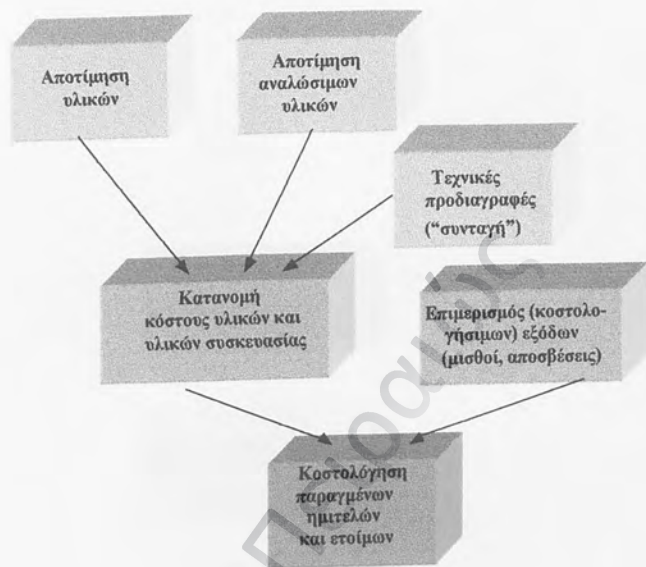 Αποτίμηση
υλικών
Αποτίμηση
αναλώσιμων
υλικών
Τεχνικές
προδιαγραφές
(“συνταγή”)
Κατανομή
κόστους υλικών και
υλικών συσκευασίας
Επιμερισμός (κοστολο-
γήσιμων) εξόδων
(μισθοί, αποσβέσεις)
Κοστολόγηση
παραγμένων
ημιτελών
και ετοίμων